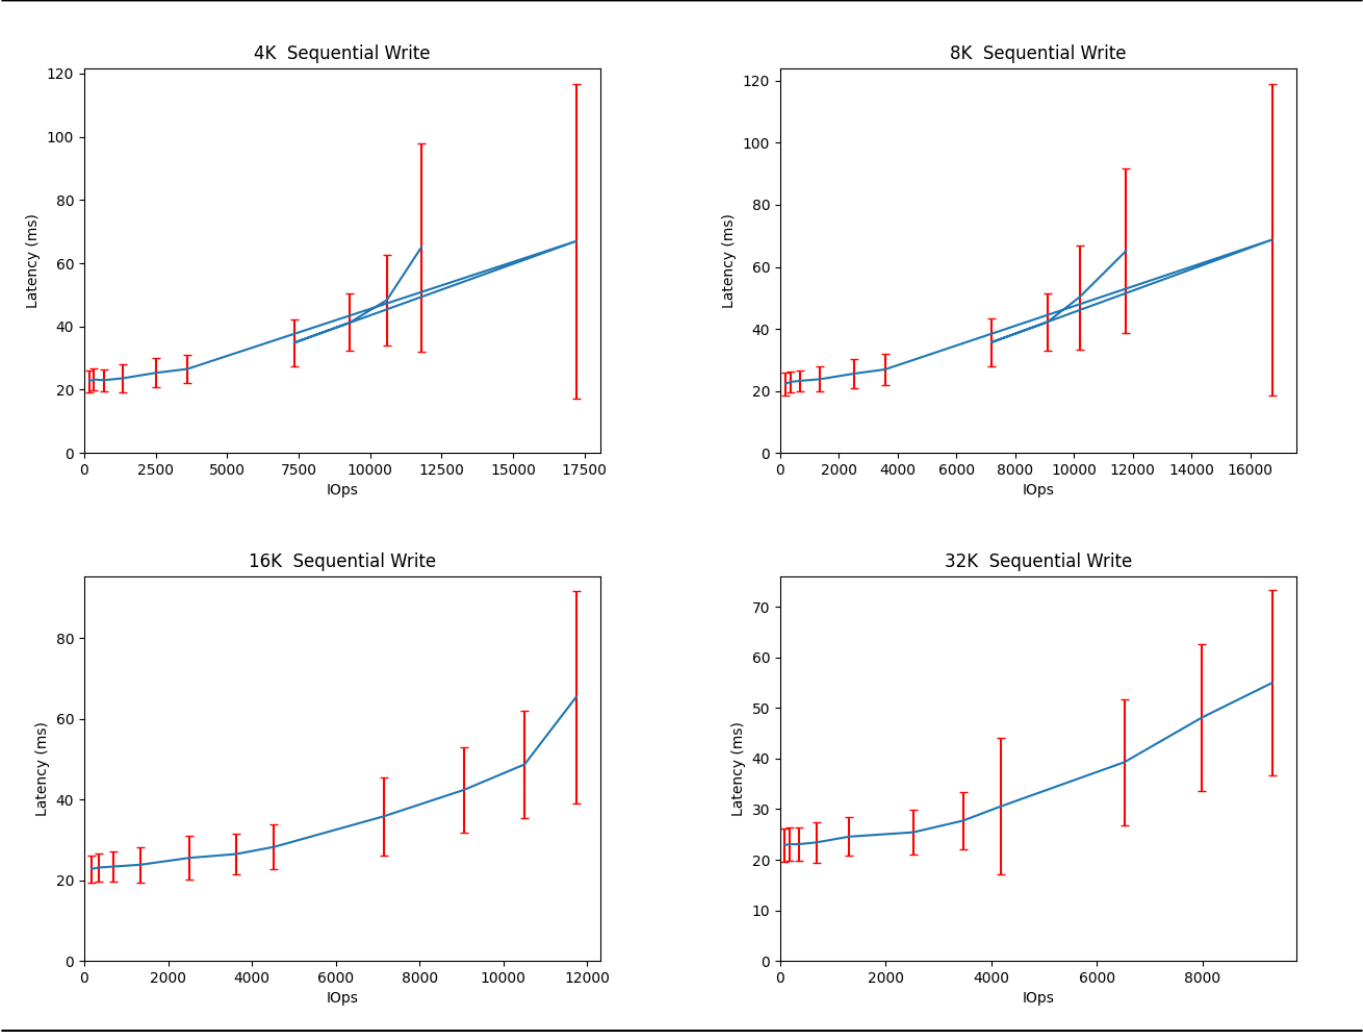 4K  Sequential Write
Latency (ms)
120
100
80
60
40
20
0
0 2500 5000 7500 10000 12500 15000 17500
IOps
8K  Sequential Write
Latency (ms)
120
100
80
60
40
20
0
0 2000 4000 6000 8000 10000 12000 14000 16000
IOps
16K  Sequential Write
Latency (ms)
80
60
40
20
0
0 2000 4000 6000 8000 10000 12000
IOps
32K  Sequential Write
Latency (ms)
70
60
50
40
30
20
10
0
0 2000 4000 6000 8000
IOps